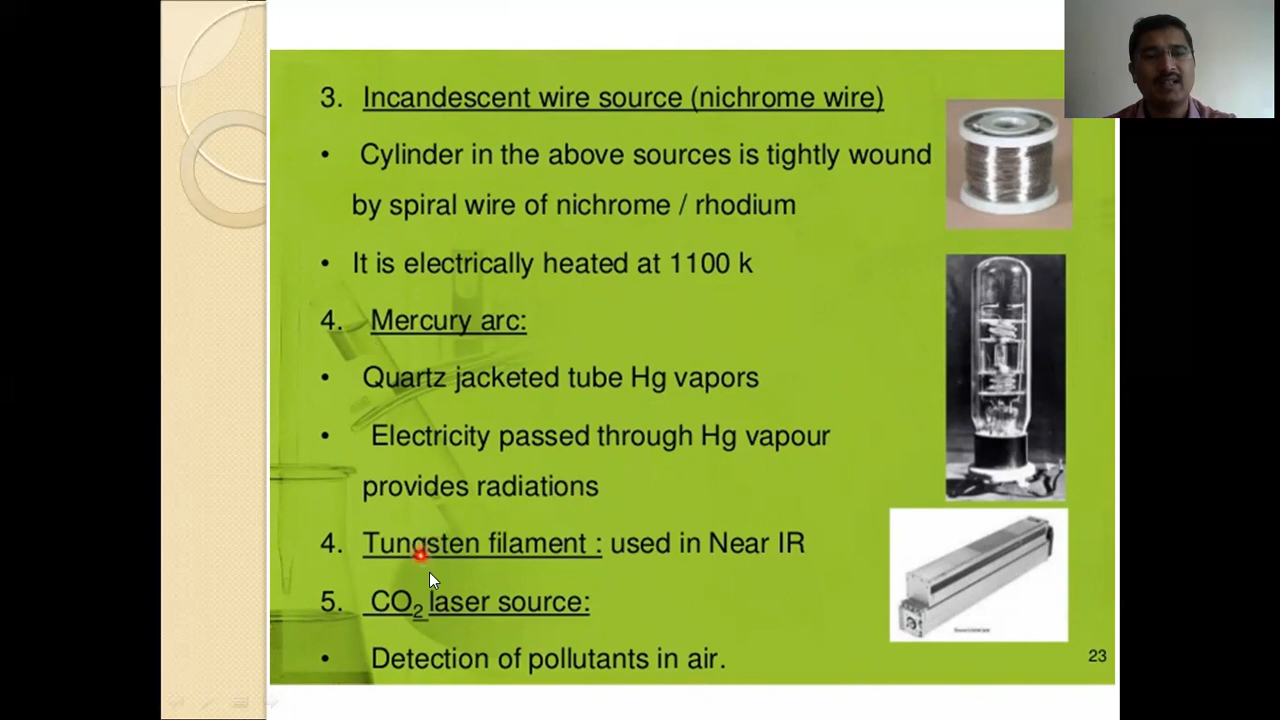 3. Incandescent wire source (nichrome wire)
• Cylinder in the above sources is tightly wound
by spiral wire of nichrome / rhodium
• It is electrically heated at 1100 k
4. Mercury arc:
• Quartz jacketed tube Hg vapors
• Electricity passed through Hg vapour
provides radiations
4. Tungsten filament : used in Near IR
5. CO₂ laser source:
• Detection of pollutants in air.
23